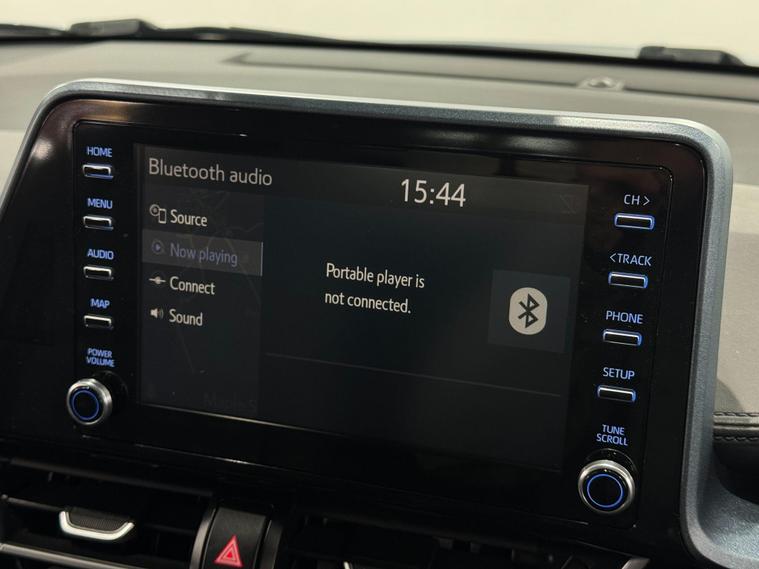 HOME
MENU
AUDIO
MAP
POWER
VOLUME
Bluetooth audio
15:44
Source
Now playing
Connect
Sound
Portable player is
not connected.
CH >
<TRACK
PHONE
SETUP
TUNE
SCROLL